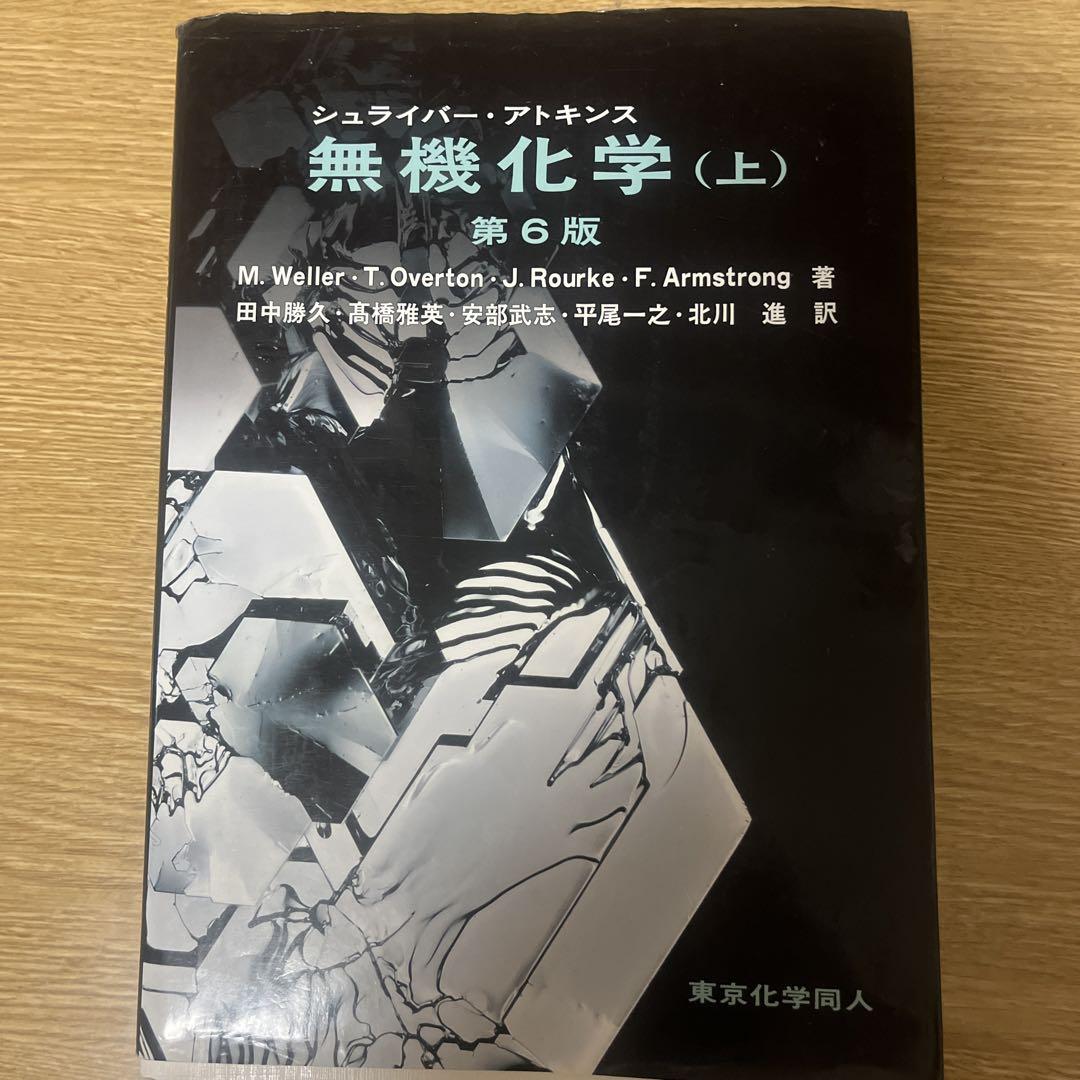 シュライバー・アトキンス
無機化学(上)
第6版
M. Weller・T. Overton・J. Rourke・F. Armstrong 著
田中勝久・髙橋雅英・安部武志・平尾一之・北川 進 訳
東京化学同人